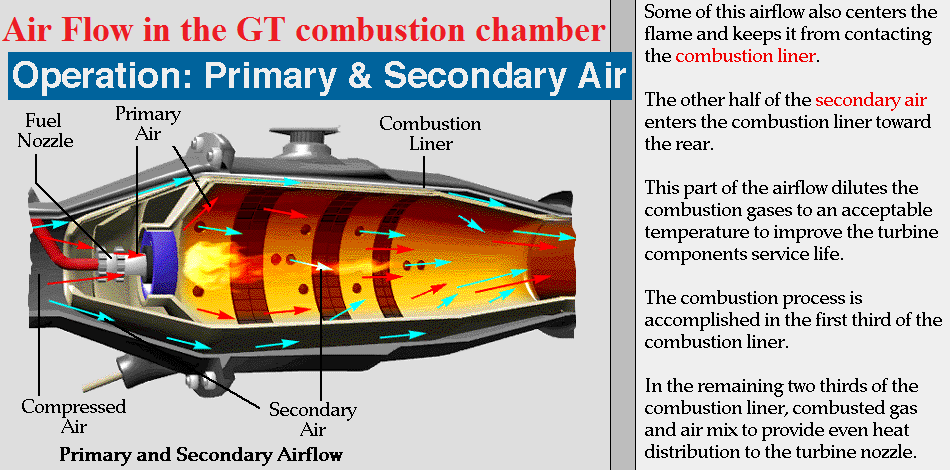 Air Flow in the GT combustion chamber
Operation: Primary & Secondary Air
Fuel
Nozzle
Primary
Air
Combustion
Liner
Compressed
Air
Secondary
Air
Primary and Secondary Airflow
Some of this airflow also centers the
flame and keeps it from contacting
the combustion liner.
The other half of the secondary air
enters the combustion liner toward
the rear.
This part of the airflow dilutes the
combustion gases to an acceptable
temperature to improve the turbine
components service life.
The combustion process is
accomplished in the first third of the
combustion liner.
In the remaining two thirds of the
combustion liner, combusted gas
and air mix to provide even heat
distribution to the turbine nozzle.